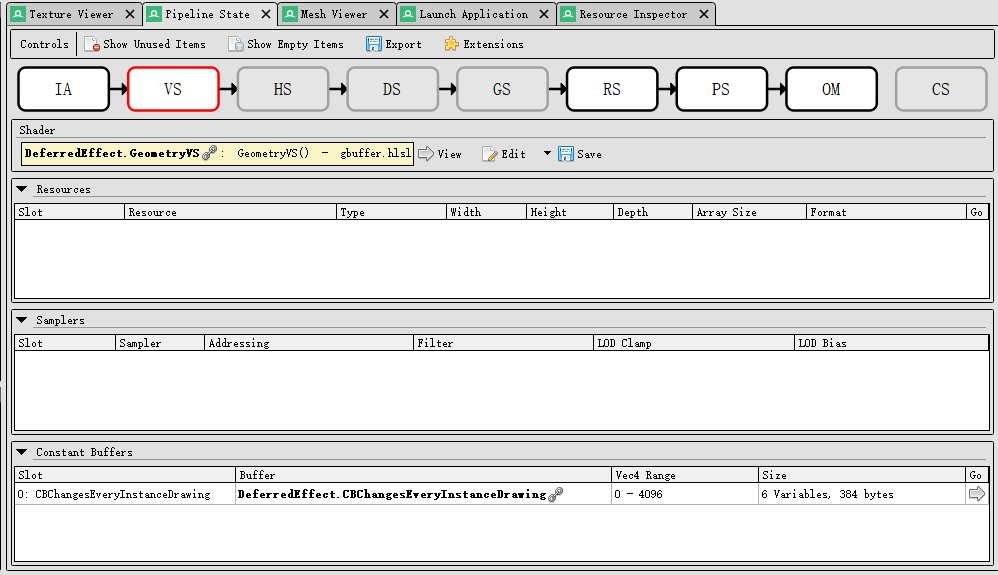 Texture Viewer Pipeline State Mesh Viewer Launch Application Resource Inspector
Controls Show Unused Items Show Empty Items Export Extensions
IA VS HS DS GS RS PS OM CS
Shader
DeferredEffect.GeometryVS : GeometryVS() - gbuffer.hlsl View Edit Save
Resources
Slot Resource Type Width Height Depth Array Size Format Go
Samplers
Slot Sampler Addressing Filter LOD Clamp LOD Bias
Constant Buffers
Slot Buffer Vec4 Range Size Go
0: CBChangesEveryInstanceDrawing DeferredEffect.CBChangesEveryInstanceDrawing 0 - 4096 6 Variables, 384 bytes